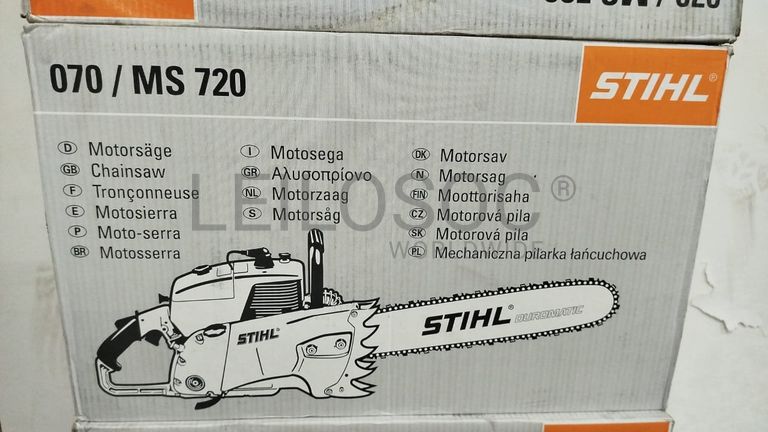 070 / MS 720
STIHL®
D Motorsäge
GB Chainsaw
F Tronçonneuse
E Motosierra
P Moto-serra
BR Motosserra
I Motosega
GR Αλυσοπρίονο
NL Motorzaag
S Motorsåg
DK Motorsav
N Motorsag
FIN Moottorisaha
CZ Motorová pila
SK Motorová pila
PL Mechaniczna pilarka łańcuchowa
LEILOSOC®
WORLDWIDE
STIHL®
STIHL® DUROMATIC